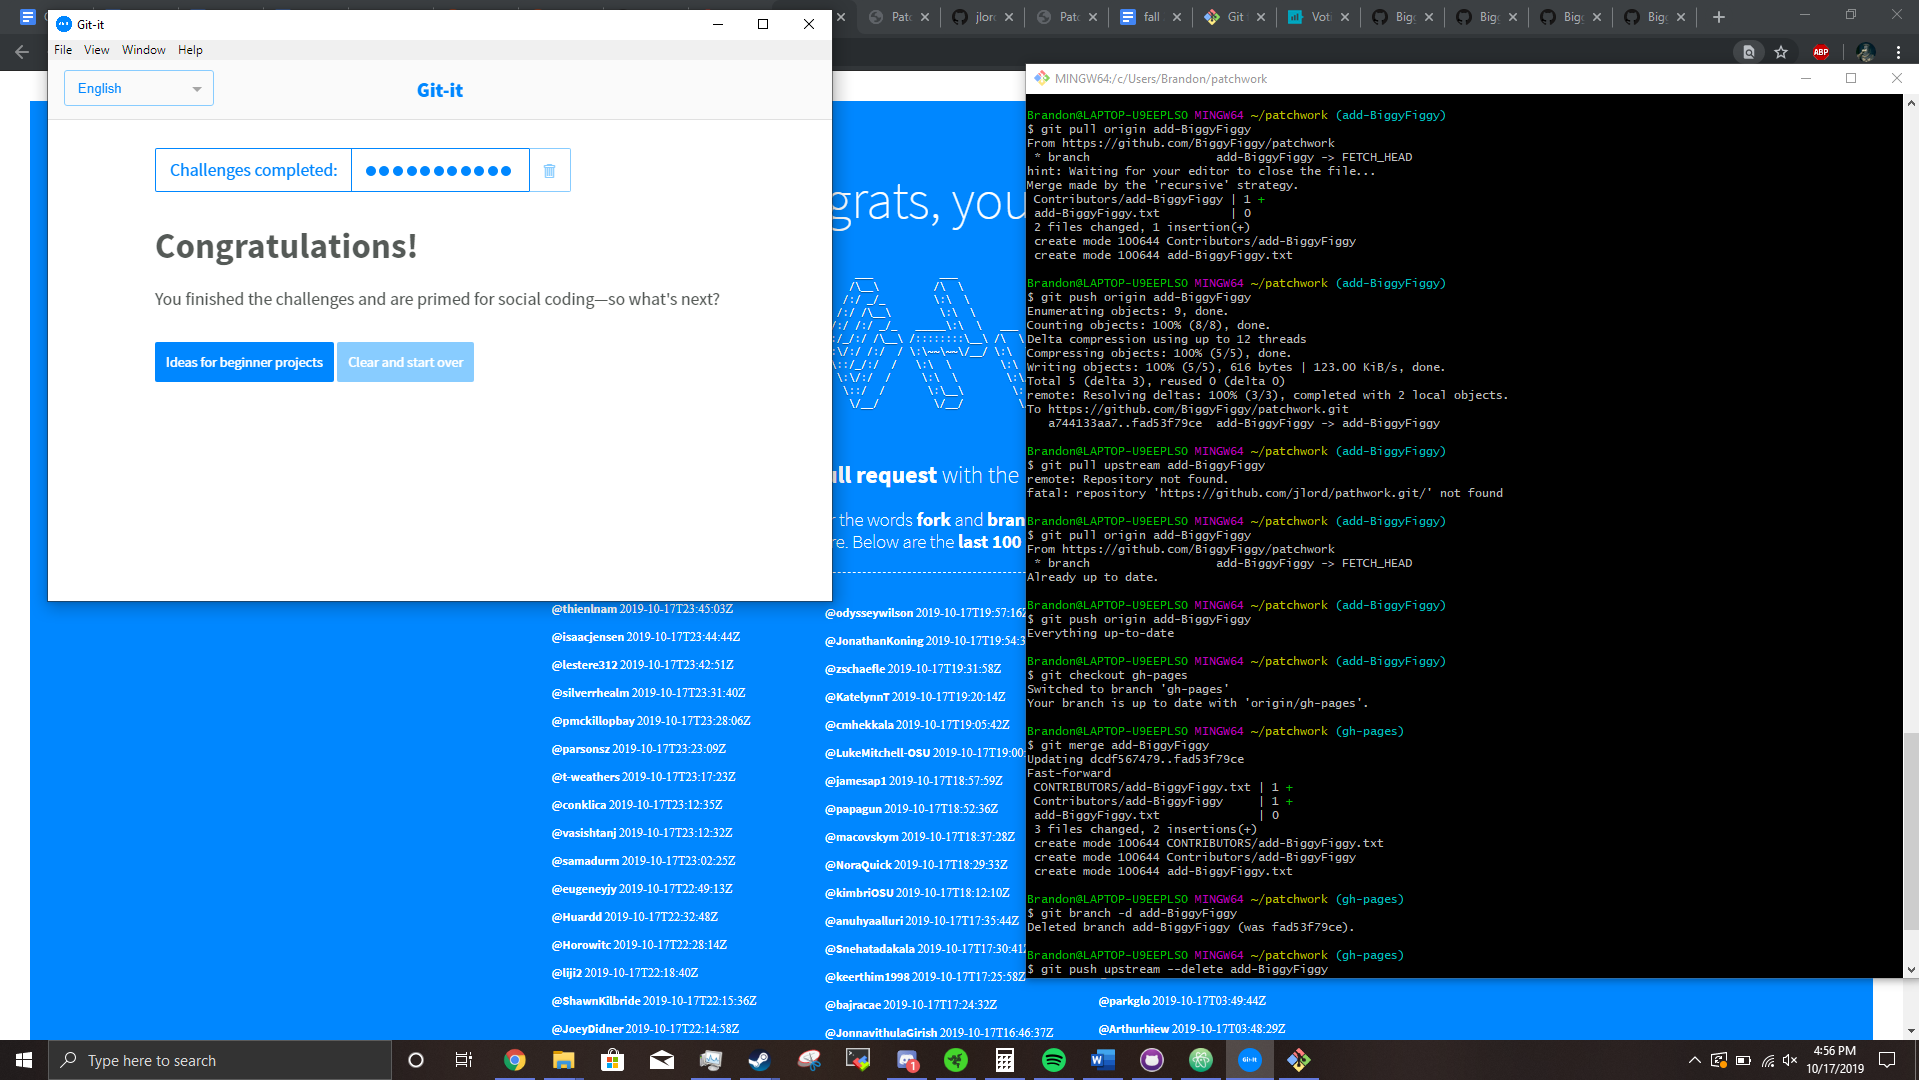 Git-it
File View Window Help
English
Git-it
Challenges completed:
Congratulations!
You finished the challenges and are primed for social coding—so what's next?
Ideas for beginner projects
Clear and start over
Patc
jlor
Patc
fall
Git
Voti
Bigg
Bigg
Bigg
Bigg
ABP
grats, you
ull request with the
the words fork and bran
re. Below are the last 100
@thienlnam 2019-10-17T23:45:03Z
@isaacjensen 2019-10-17T23:44:44Z
@lestere312 2019-10-17T23:42:51Z
@silverrhealm 2019-10-17T23:31:40Z
@pmckillopbay 2019-10-17T23:28:06Z
@parsonsz 2019-10-17T23:23:09Z
@t-weathers 2019-10-17T23:17:23Z
@conklica 2019-10-17T23:12:35Z
@vasishtanj 2019-10-17T23:12:32Z
@samadurm 2019-10-17T23:02:25Z
@eugeneyjy 2019-10-17T22:49:13Z
@Huardd 2019-10-17T22:32:48Z
@Horowitc 2019-10-17T22:28:14Z
@liji2 2019-10-17T22:18:40Z
@ShawnKilbride 2019-10-17T22:15:36Z
@JoeyDidner 2019-10-17T22:14:58Z
@odysseywilson 2019-10-17T19:57:16Z
@JonathanKoning 2019-10-17T19:54:3
@zschaefle 2019-10-17T19:31:58Z
@KatelynnT 2019-10-17T19:20:14Z
@cmhekkala 2019-10-17T19:05:42Z
@LukeMitchell-OSU 2019-10-17T19:00:
@jamesap1 2019-10-17T18:57:59Z
@papagun 2019-10-17T18:52:36Z
@macovskym 2019-10-17T18:37:28Z
@NoraQuick 2019-10-17T18:29:33Z
@kimbriOSU 2019-10-17T18:12:10Z
@anuhyaalluri 2019-10-17T17:35:44Z
@Snehatadakala 2019-10-17T17:30:41Z
@keerthim1998 2019-10-17T17:25:58Z
@bajracae 2019-10-17T17:24:32Z
@JonnavithulaGirish 2019-10-17T16:46:37Z
@parkglo 2019-10-17T03:49:44Z
@Arthurhiew 2019-10-17T03:48:29Z
MINGW64:/c/Users/Brandon/patchwork
Brandon@LAPTOP-U9EEPLSO MINGW64 ~/patchwork (add-BiggyFiggy)
$ git pull origin add-BiggyFiggy
From https://github.com/BiggyFiggy/patchwork
* branch add-BiggyFiggy -> FETCH_HEAD
hint: Waiting for your editor to close the file...
Merge made by the 'recursive' strategy.
Contributors/add-BiggyFiggy | 1 +
add-BiggyFiggy.txt | 0
2 files changed, 1 insertion(+)
create mode 100644 Contributors/add-BiggyFiggy
create mode 100644 add-BiggyFiggy.txt
Brandon@LAPTOP-U9EEPLSO MINGW64 ~/patchwork (add-BiggyFiggy)
$ git push origin add-BiggyFiggy
Enumerating objects: 9, done.
Counting objects: 100% (8/8), done.
Delta compression using up to 12 threads
Compressing objects: 100% (5/5), done.
Writing objects: 100% (5/5), 616 bytes | 123.00 KiB/s, done.
Total 5 (delta 3), reused 0 (delta 0)
remote: Resolving deltas: 100% (3/3), completed with 2 local objects.
To https://github.com/BiggyFiggy/patchwork.git
a744133aa7..fad53f79ce add-BiggyFiggy -> add-BiggyFiggy
Brandon@LAPTOP-U9EEPLSO MINGW64 ~/patchwork (add-BiggyFiggy)
$ git pull upstream add-BiggyFiggy
remote: Repository not found.
fatal: repository 'https://github.com/jlord/pathwork.git/' not found
Brandon@LAPTOP-U9EEPLSO MINGW64 ~/patchwork (add-BiggyFiggy)
$ git pull origin add-BiggyFiggy
From https://github.com/BiggyFiggy/patchwork
* branch add-BiggyFiggy -> FETCH_HEAD
Already up to date.
Brandon@LAPTOP-U9EEPLSO MINGW64 ~/patchwork (add-BiggyFiggy)
$ git push origin add-BiggyFiggy
Everything up-to-date
Brandon@LAPTOP-U9EEPLSO MINGW64 ~/patchwork (add-BiggyFiggy)
$ git checkout gh-pages
Switched to branch 'gh-pages'
Your branch is up to date with 'origin/gh-pages'.
Brandon@LAPTOP-U9EEPLSO MINGW64 ~/patchwork (gh-pages)
$ git merge add-BiggyFiggy
Updating dcdf567479..fad53f79ce
Fast-forward
CONTRIBUTORS/add-BiggyFiggy.txt | 1 +
Contributors/add-BiggyFiggy | 1 +
add-BiggyFiggy.txt | 0
3 files changed, 2 insertions(+)
create mode 100644 CONTRIBUTORS/add-BiggyFiggy.txt
create mode 100644 Contributors/add-BiggyFiggy
create mode 100644 add-BiggyFiggy.txt
Brandon@LAPTOP-U9EEPLSO MINGW64 ~/patchwork (gh-pages)
$ git branch -d add-BiggyFiggy
Deleted branch add-BiggyFiggy (was fad53f79ce).
Brandon@LAPTOP-U9EEPLSO MINGW64 ~/patchwork (gh-pages)
$ git push upstream --delete add-BiggyFiggy
Type here to search
4:56 PM
10/17/2019